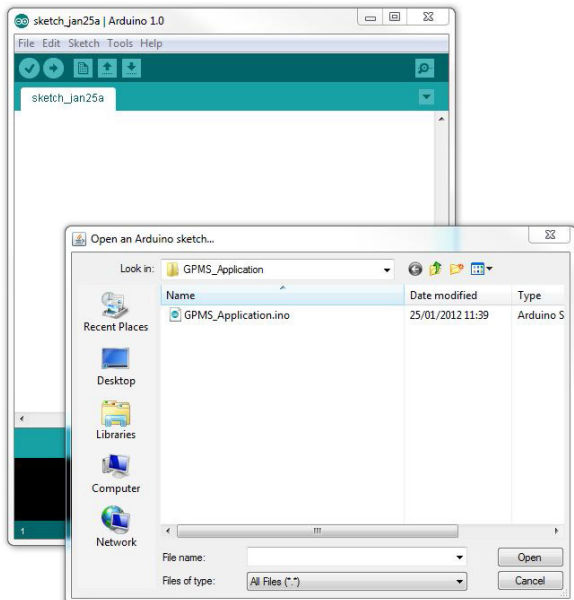 sketch_jan25a | Arduino 1.0
File Edit Sketch Tools Help
sketch_jan25a
Open an Arduino sketch...
Look in: GPMS_Application
Name Date modified Type
GPMS_Application.ino 25/01/2012 11:39 Arduino S
Recent Places
Desktop
Libraries
Computer
Network
1
File name: Open
Files of type: All Files (*.*) Cancel